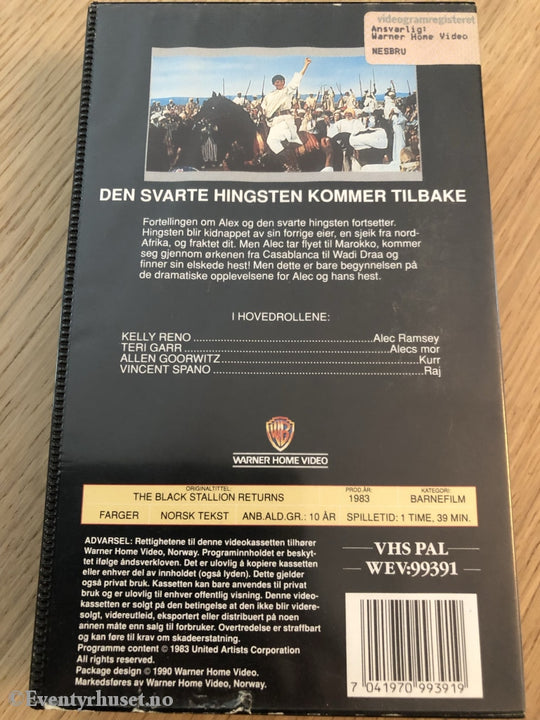 videogramregisteret
Ansvarlig:
Warner Home Video
NESBRU
DEN SVARTE HINGSTEN KOMMER TILBAKE
Fortellingen om Alex og den svarte hingsten fortsetter.
Hingsten blir kidnappet av sin forrige eier, en sjeik fra nord-
Afrika, og fraktet dit. Men Alec tar flyet til Marokko, kommer
seg gjennom ørkenen fra Casablanca til Wadi Draa og
finner sin elskede hest! Men dette er bare begynnelsen på
de dramatiske opplevelsene for Alec og hans hest.
I HOVEDROLLENE:
KELLY RENO ........ Alec Ramsey
TERI GARR ........ Alecs mor
ALLEN GOORWITZ ........ Kurr
VINCENT SPANO ........ Raj
WB
WARNER HOME VIDEO
ORIGINALTITTEL: PROD.ÅR: KATEGORI:
THE BLACK STALLION RETURNS 1983 BARNEFILM
FARGER NORSK TEKST ANB.ALD.GR.: 10 ÅR SPILLETID: 1 TIME, 39 MIN.
ADVARSEL: Rettighetene til denne videokassetten tilhører
Warner Home Video, Norway. Programinnholdet er beskyt-
tet ifølge åndsverkloven. Det er ulovlig å kopiere kassetten
eller enhver del av innholdet (også lyden). Dette gjelder
også privat bruk. Kassetten kan bare anvendes til privat
bruk og er ulovlig til enhver offentlig visning. Denne video-
kassetten er solgt på den betingelse at den ikke blir videre-
solgt, videreutleid, eksportert eller distribuert på noen
annen måte enn salg til forbruker. Overtredelse er straffbart
og kan føre til krav om skadeerstatning.
Programme content © 1983 United Artists Corporation
All rights reserved.
Package design © 1990 Warner Home Video.
Markedsføres av Warner Home Video, Norway.
VHS PAL
WEV:99391
7 041970 993919
©Eventyrhuset.no